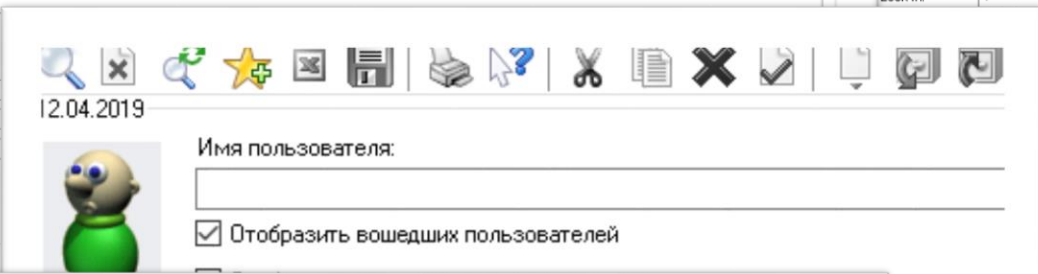 12.04.2019
Имя пользователя:
Отобразить вошедших пользователей